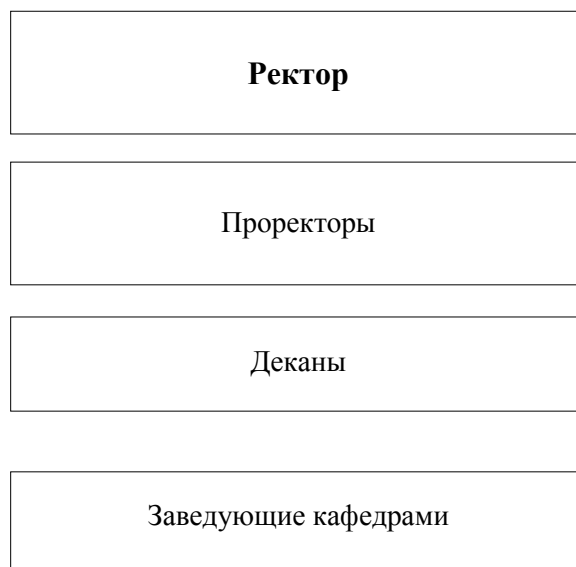 Ректор
Проректоры
Деканы
Заведующие кафедрами